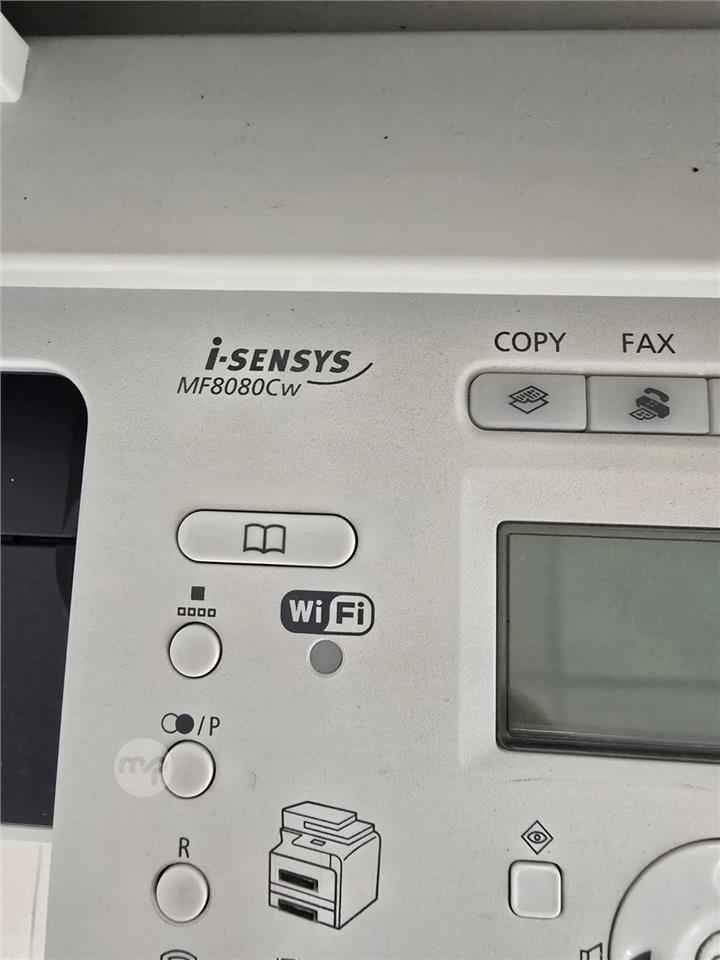 COPY FAX
i-SENSYS
MF8080Cw
WiFi
/P
R